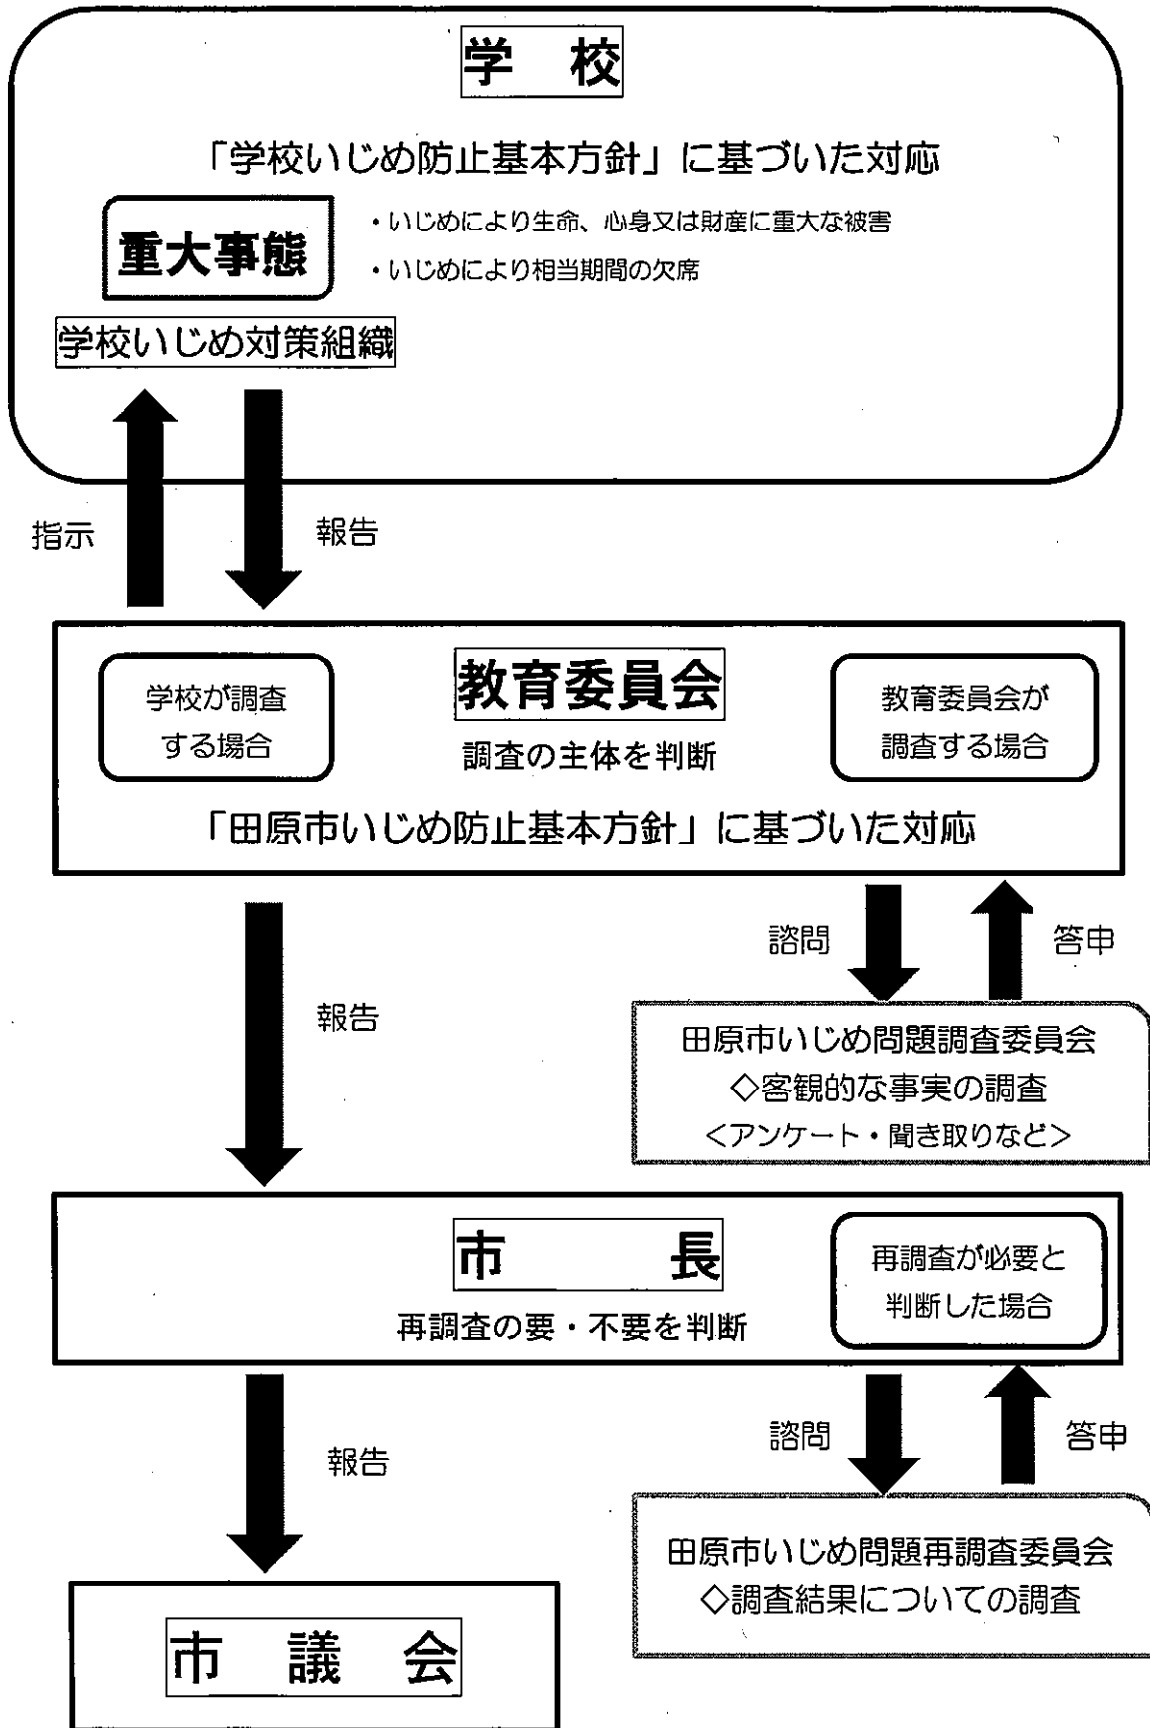 学　校
「学校いじめ防止基本方針」に基づいた対応
重大事態
・いじめにより生命、心身又は財産に重大な被害
・いじめにより相当期間の欠席
学校いじめ対策組織
指示
報告
学校が調査
する場合
教育委員会
調査の主体を判断
教育委員会が
調査する場合
「田原市いじめ防止基本方針」に基づいた対応
報告
諮問
答申
田原市いじめ問題調査委員会
◇客観的な事実の調査
＜アンケート・聞き取りなど＞
市　長
再調査の要・不要を判断
再調査が必要と
判断した場合
報告
諮問
答申
田原市いじめ問題再調査委員会
◇調査結果についての調査
市　議　会